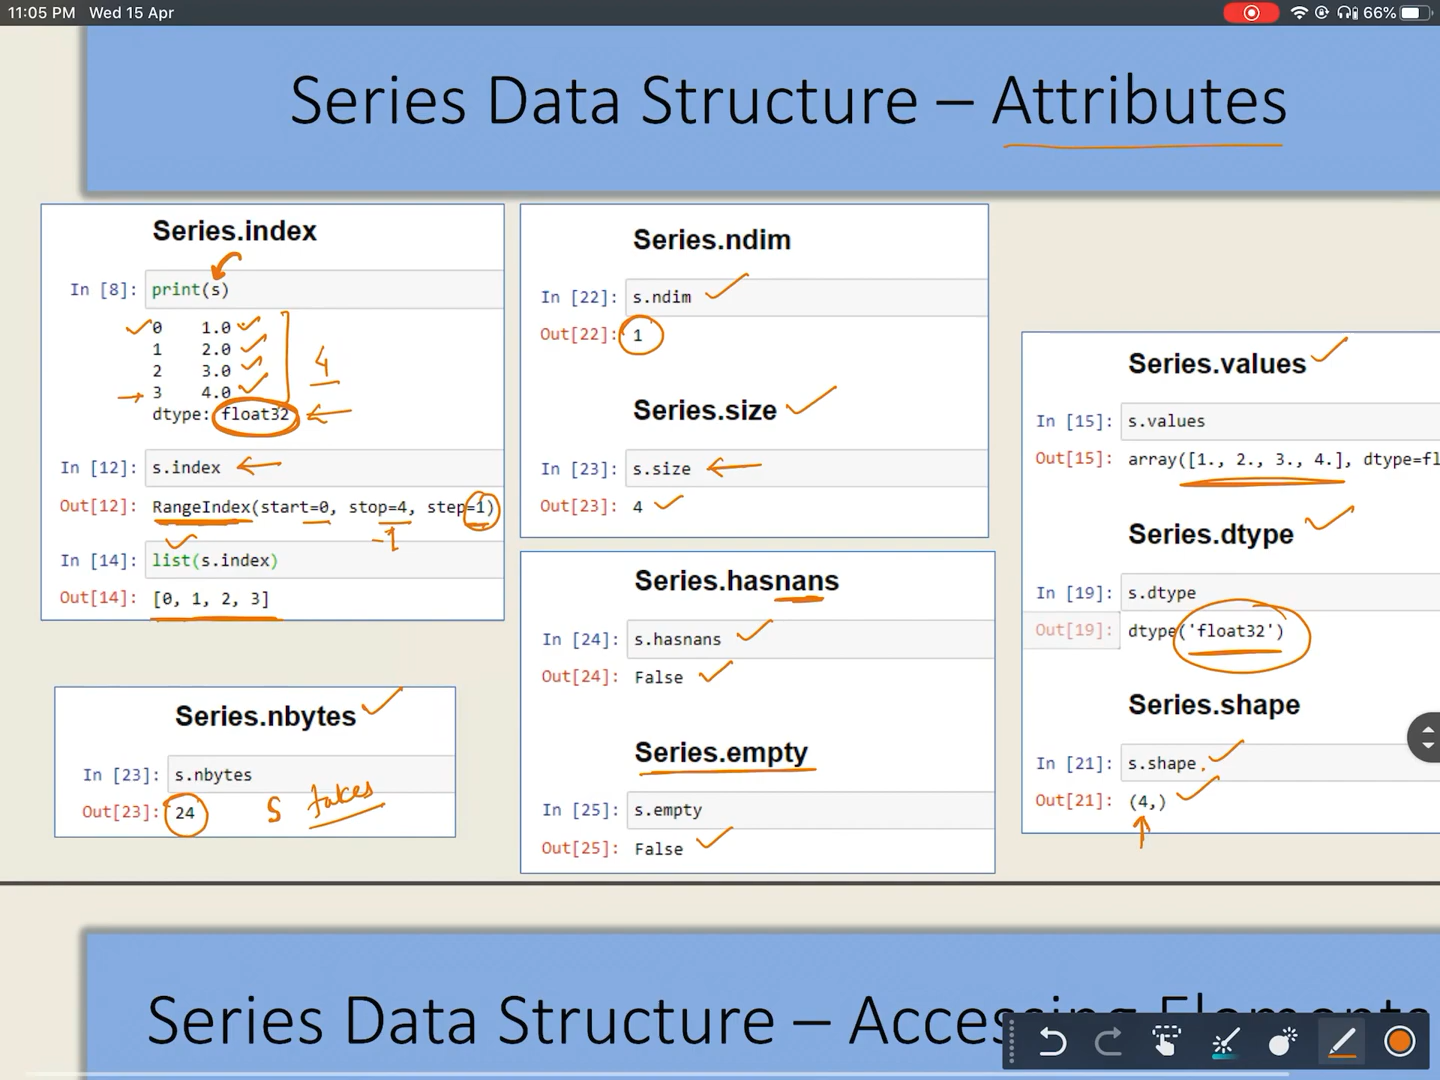 11:05 PM Wed 15 Apr
66%
Series Data Structure – Attributes
Series.index
In [8]: print(s)
0 1.0
1 2.0
2 3.0
3 4.0
dtype: float32
4
In [12]: s.index
Out[12]: RangeIndex(start=0, stop=4, step=1)
-1
In [14]: list(s.index)
Out[14]: [0, 1, 2, 3]
Series.nbytes
In [23]: s.nbytes
Out[23]: 24
S takes
Series.ndim
In [22]: s.ndim
Out[22]: 1
Series.size
In [23]: s.size
Out[23]: 4
Series.hasnans
In [24]: s.hasnans
Out[24]: False
Series.empty
In [25]: s.empty
Out[25]: False
Series.values
In [15]: s.values
Out[15]: array([1., 2., 3., 4.], dtype=fl
Series.dtype
In [19]: s.dtype
Out[19]: dtype('float32')
Series.shape
In [21]: s.shape
Out[21]: (4,)
Series Data Structure – Accessing Elements